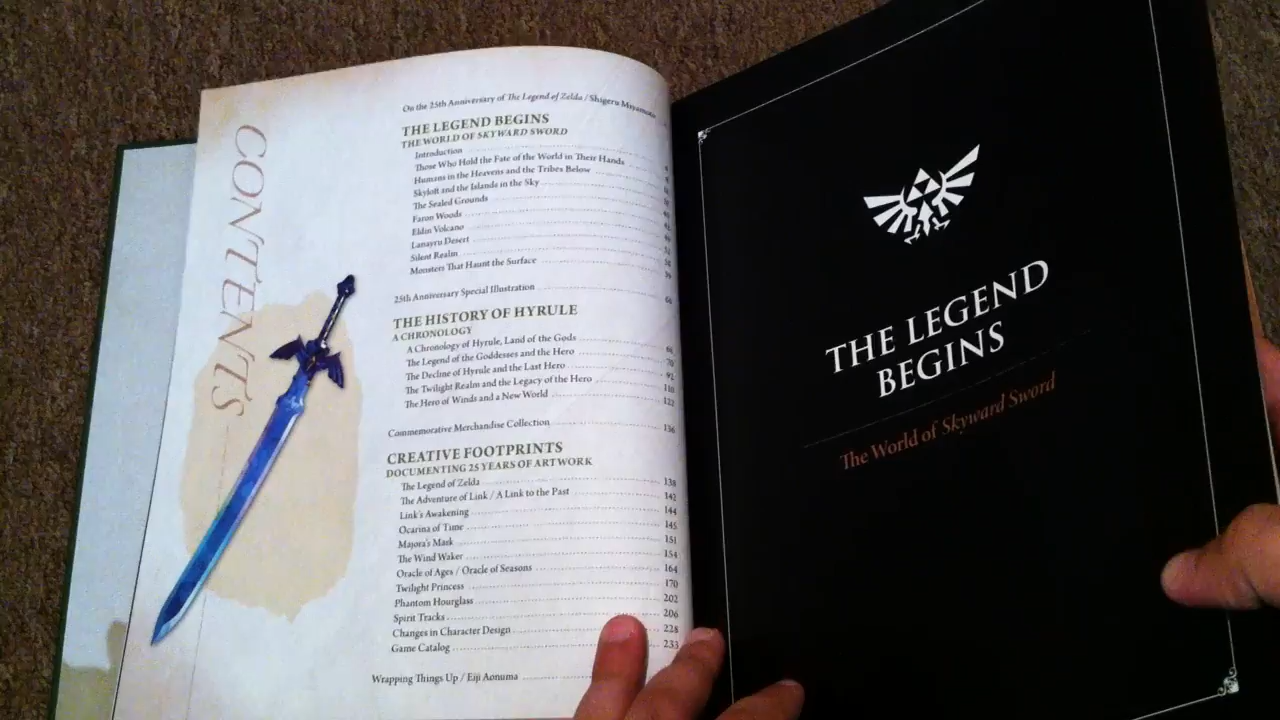 CONTENTS
On the 25th Anniversary of The Legend of Zelda / Shigeru Miyamoto
THE LEGEND BEGINS
THE WORLD OF SKYWARD SWORD
Introduction
Those Who Hold the Fate of the World in Their Hands
Humans in the Heavens and the Tribes Below
Skyloft and the Islands in the Sky
The Sealed Grounds
Faron Woods
Eldin Volcano
Lanayru Desert
Silent Realm
Monsters That Haunt the Surface
25th Anniversary Special Illustration
THE HISTORY OF HYRULE
A CHRONOLOGY
A Chronology of Hyrule, Land of the Gods
The Legend of the Goddesses and the Hero 70
The Decline of Hyrule and the Last Hero 92
The Twilight Realm and the Legacy of the Hero 110
The Hero of Winds and a New World 122
Commemorative Merchandise Collection 136
CREATIVE FOOTPRINTS
DOCUMENTING 25 YEARS OF ARTWORK
The Legend of Zelda 138
The Adventure of Link / A Link to the Past 142
Link's Awakening 144
Ocarina of Time 145
Majora's Mask 151
The Wind Waker 154
Oracle of Ages / Oracle of Seasons 164
Twilight Princess 170
Phantom Hourglass 202
Spirit Tracks 206
Changes in Character Design 228
Game Catalog 233
Wrapping Things Up / Eiji Aonuma
THE LEGEND
BEGINS
The World of Skyward Sword